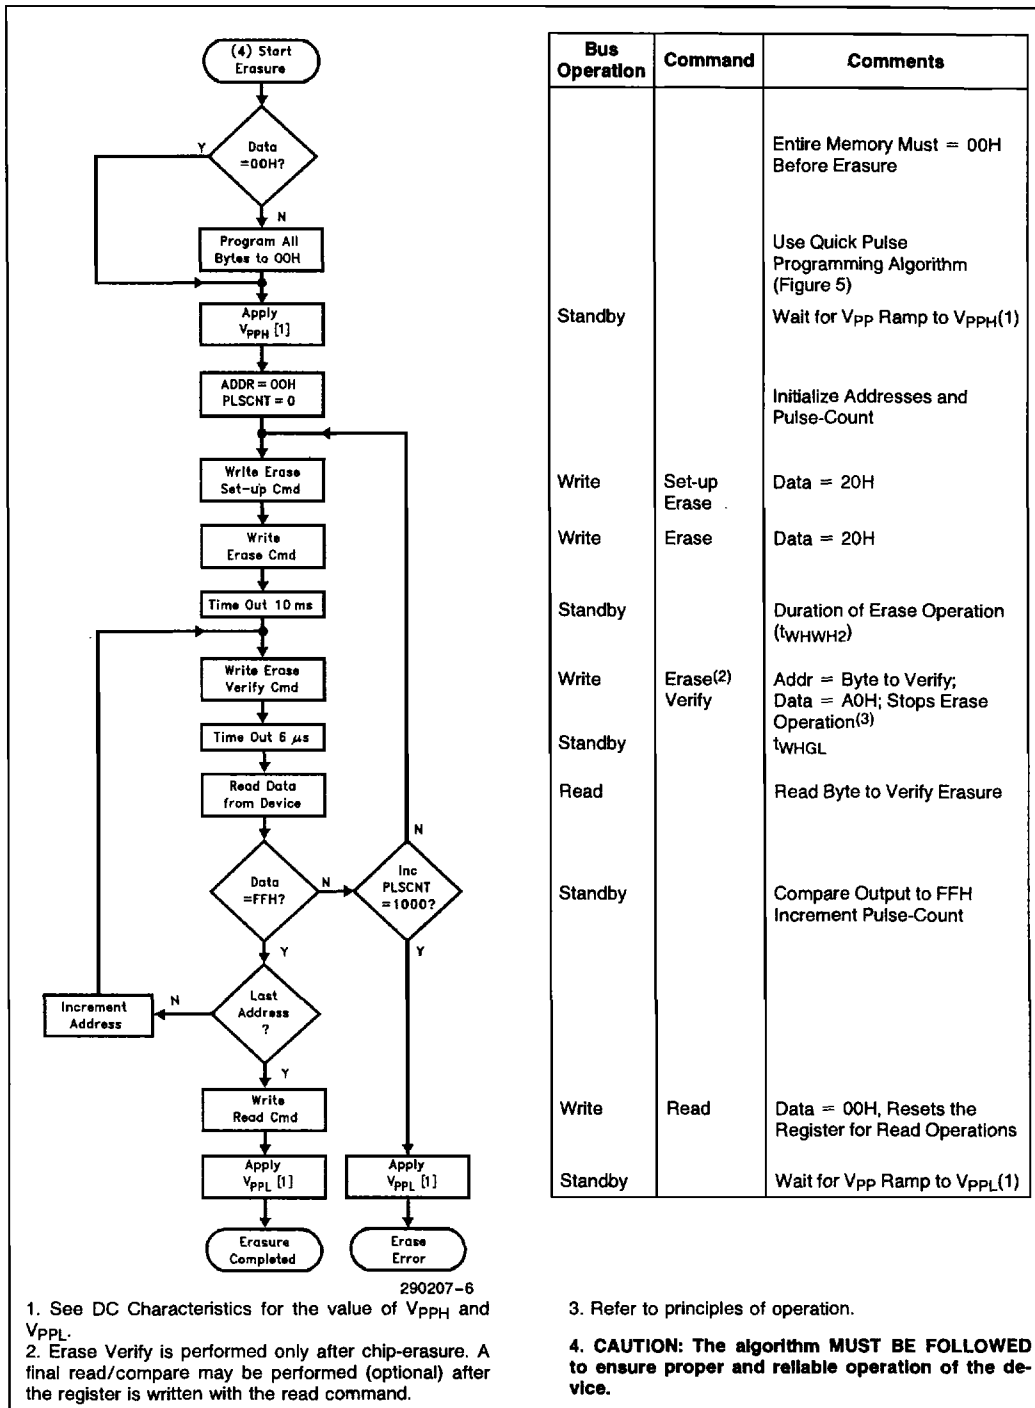 (4) Start
Erasure
Data
=00H?
Y
N
Program All
Bytes to 00H
Apply
VPPH [1]
ADDR = 00H
PLSCNT = 0
Write Erase
Set-up Cmd
Write
Erase Cmd
Time Out 10 ms
Write Erase
Verify Cmd
Time Out 6 µs
Read Data
from Device
Data
=FFH?
N
Y
Inc
PLSCNT
=1000?
N
Y
Last
Address
?
N
Y
Increment
Address
Write
Read Cmd
Apply
VPPL [1]
Apply
VPPL [1]
Erasure
Completed
Erase
Error
290207-6
Bus
Operation
Command
Comments
Entire Memory Must = 00H
Before Erasure
Use Quick Pulse
Programming Algorithm
(Figure 5)
Standby
Wait for VPP Ramp to VPPH(1)
Initialize Addresses and
Pulse-Count
Write
Set-up
Erase
Data = 20H
Write
Erase
Data = 20H
Standby
Duration of Erase Operation
(tWHWH2)
Write
Erase(2)
Verify
Addr = Byte to Verify;
Data = A0H; Stops Erase
Operation(3)
Standby
tWHGL
Read
Read Byte to Verify Erasure
Standby
Compare Output to FFH
Increment Pulse-Count
Write
Read
Data = 00H, Resets the
Register for Read Operations
Standby
Wait for VPP Ramp to VPPL(1)
1. See DC Characteristics for the value of VPPH and
VPPL.
2. Erase Verify is performed only after chip-erasure. A
final read/compare may be performed (optional) after
the register is written with the read command.
3. Refer to principles of operation.
4. CAUTION: The algorithm MUST BE FOLLOWED
to ensure proper and reliable operation of the de-
vice.